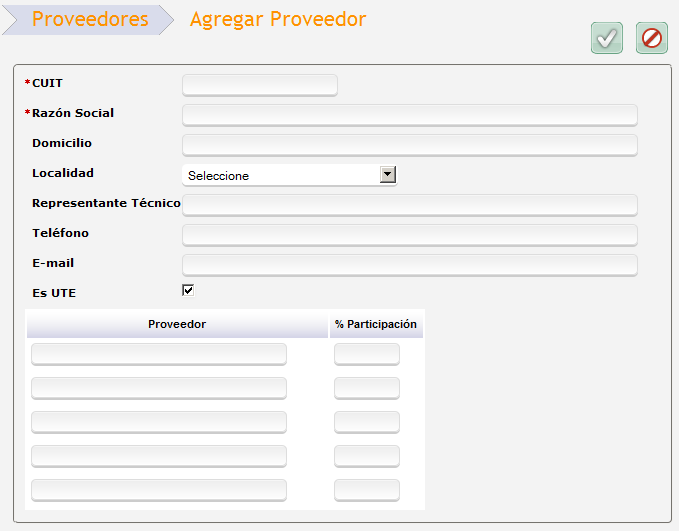 Proveedores Agregar Proveedor
*CUIT
*Razón Social
Domicilio
Localidad Seleccione
Representante Técnico
Teléfono
E-mail
Es UTE
Proveedor % Participación